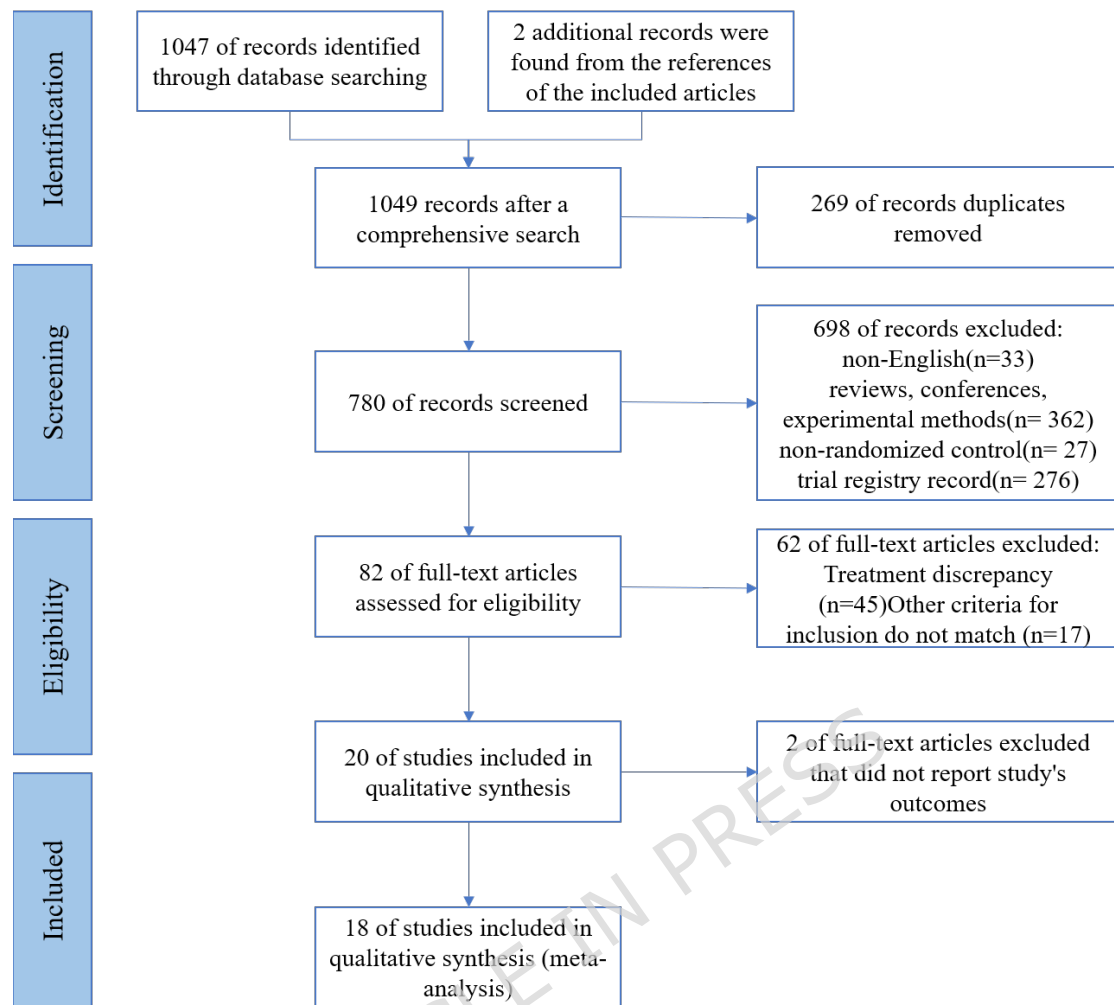 Identification
1047 of records identified
through database searching
2 additional records were
found from the references
of the included articles
1049 records after a
comprehensive search
269 of records duplicates
removed
Screening
780 of records screened
698 of records excluded:
non-English(n=33)
reviews, conferences,
experimental methods(n= 362)
non-randomized control(n= 27)
trial registry record(n= 276)
Eligibility
82 of full-text articles
assessed for eligibility
62 of full-text articles excluded:
Treatment discrepancy
(n=45)Other criteria for
inclusion do not match (n=17)
20 of studies included in
qualitative synthesis
2 of full-text articles excluded
that did not report study's
outcomes
Included
18 of studies included in
qualitative synthesis (meta-
analysis)
LE IN PRESS